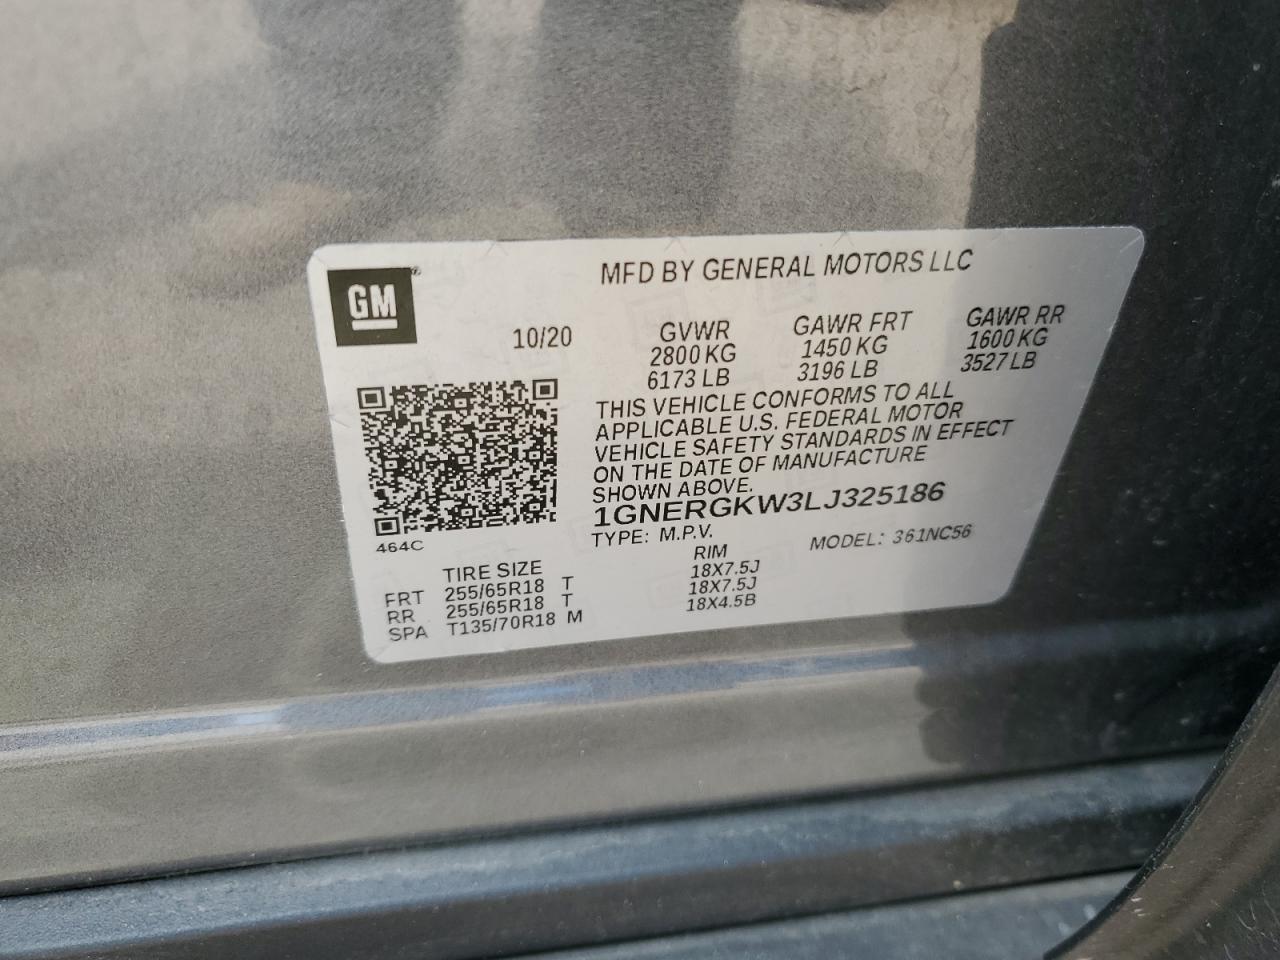 GM®
MFD BY GENERAL MOTORS LLC
10/20 GVWR GAWR FRT GAWR RR
2800 KG 1450 KG 1600 KG
6173 LB 3196 LB 3527 LB
THIS VEHICLE CONFORMS TO ALL
APPLICABLE U.S. FEDERAL MOTOR
VEHICLE SAFETY STANDARDS IN EFFECT
ON THE DATE OF MANUFACTURE
SHOWN ABOVE.
1GNERGKW3LJ325186
TYPE: M.P.V. MODEL: 361NC56
464C
TIRE SIZE RIM
FRT 255/65R18 T 18X7.5J
RR 255/65R18 T 18X7.5J
SPA T135/70R18 M 18X4.5B